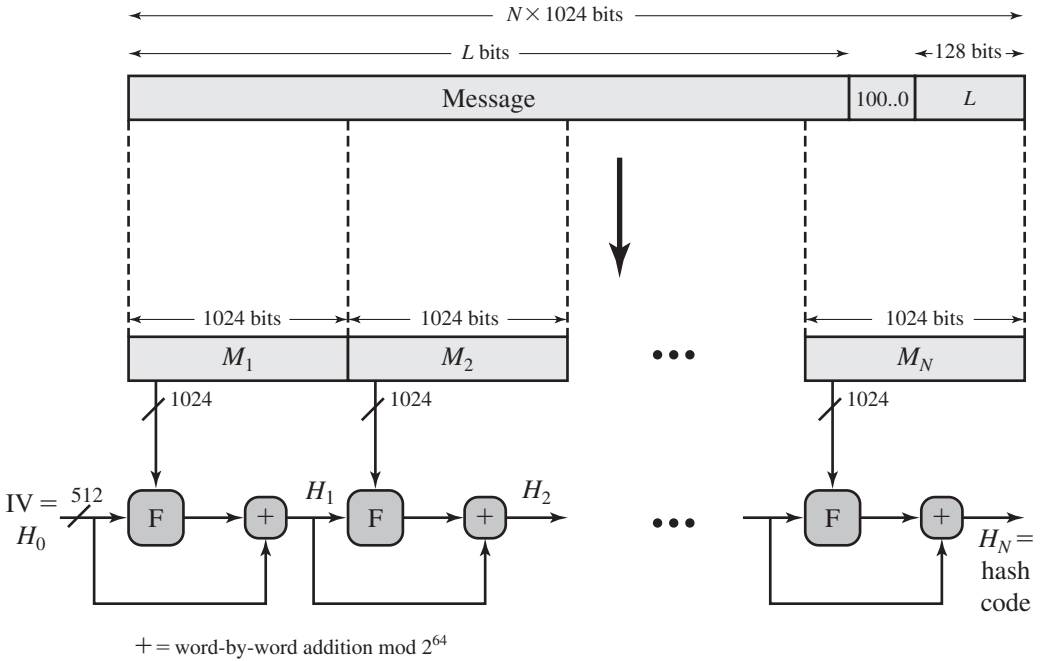 N × 1024 bits
L bits
128 bits
Message
100..0
L
1024 bits
1024 bits
1024 bits
M1
M2
MN
1024
1024
1024
IV =
H0
512
F
+
H1
F
+
H2
F
+
HN =
hash
code
+ = word-by-word addition mod 2^64